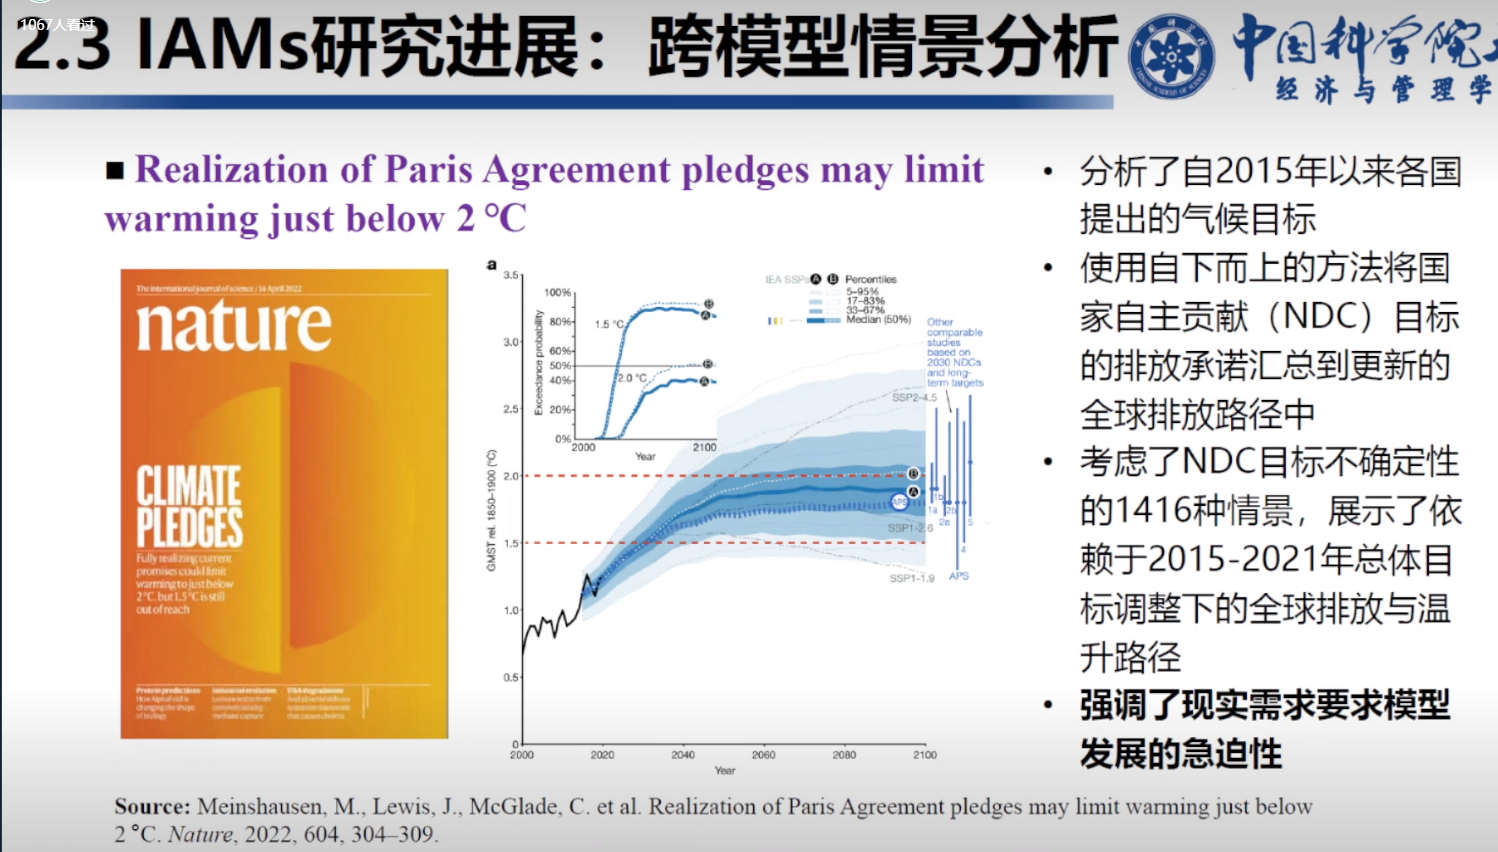 1067人看过
2.3 IAMs研究进展：跨模型情景分析
中国科学院
经济与管理学
■ Realization of Paris Agreement pledges may limit
warming just below 2 ℃
The international journal of science / 14 April 2022
nature
CLIMATE
PLEDGES
Fully realizing current
promises could limit
warming to just below
2°C, but 1.5°C is still
out of reach
Protein predictions
How AlphaFold is
changing the shape
of biology
methane capture
a
3.5
3.0
2.5
2.0
1.5
1.0
0.5
0
GMST rel. 1850–1900 (°C)
2000
2020
2040
2060
2080
2100
Year
100%
80%
60%
50%
40%
20%
0%
Exceedance probability
1.5 °C
2.0 °C
B
A
B
A
2000
2100
Year
IEA SSPs A B Percentiles
5–95%
17–83%
33–67%
Median (50%)
Other
comparable
studies
based on
2030 NDCs
and long-
term targets
SSP2-4.5
B
A
APS
SSP1-2.6
SSP1-1.9
1a
1b
2a
2b
4
5
APS
• 分析了自2015年以来各国
提出的气候目标
• 使用自下而上的方法将国
家自主贡献（NDC）目标
的排放承诺汇总到更新的
全球排放路径中
• 考虑了NDC目标不确定性
的1416种情景，展示了依
赖于2015-2021年总体目
标调整下的全球排放与温
升路径
• 强调了现实需求要求模型
发展的急迫性
Source: Meinshausen, M., Lewis, J., McGlade, C. et al. Realization of Paris Agreement pledges may limit warming just below
2 °C. Nature, 2022, 604, 304–309.